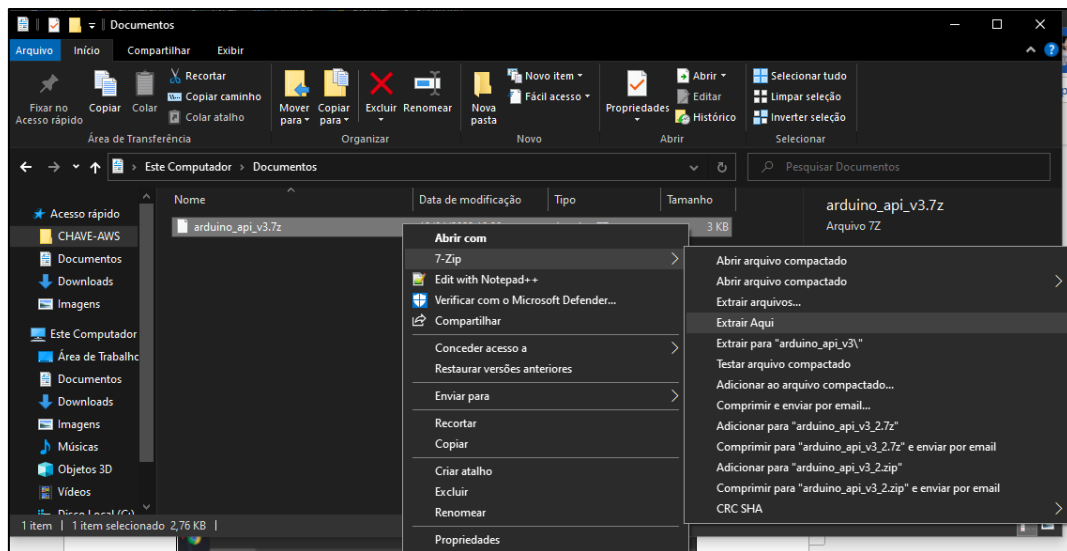 Documentos
Arquivo Início Compartilhar Exibir
Fixar no Acesso rápido
Copiar
Colar
Recortar
Copiar caminho
Colar atalho
Área de Transferência
Mover para
Copiar para
Excluir
Renomear
Organizar
Nova pasta
Novo item
Fácil acesso
Novo
Propriedades
Abrir
Editar
Histórico
Abrir
Selecionar tudo
Limpar seleção
Inverter seleção
Selecionar
Este Computador > Documentos
Pesquisar Documentos
Acesso rápido
CHAVE-AWS
Documentos
Downloads
Imagens
Este Computador
Área de Trabalhc
Documentos
Downloads
Imagens
Músicas
Objetos 3D
Vídeos
Nome Data de modificação Tipo Tamanho
arduino_api_v3.7z 3 KB
arduino_api_v3.7z
Arquivo 7Z
Abrir com
7-Zip
Edit with Notepad++
Verificar com o Microsoft Defender...
Compartilhar
Conceder acesso a
Restaurar versões anteriores
Enviar para
Recortar
Copiar
Criar atalho
Excluir
Renomear
Propriedades
Abrir arquivo compactado
Abrir arquivo compactado
Extrair arquivos...
Extrair Aqui
Extrair para "arduino_api_v3\"
Testar arquivo compactado
Adicionar ao arquivo compactado...
Comprimir e enviar por email...
Adicionar para "arduino_api_v3_2.7z"
Comprimir para "arduino_api_v3_2.7z" e enviar por email
Adicionar para "arduino_api_v3_2.zip"
Comprimir para "arduino_api_v3_2.zip" e enviar por email
CRC SHA
1 item | 1 item selecionado 2,76 KB |